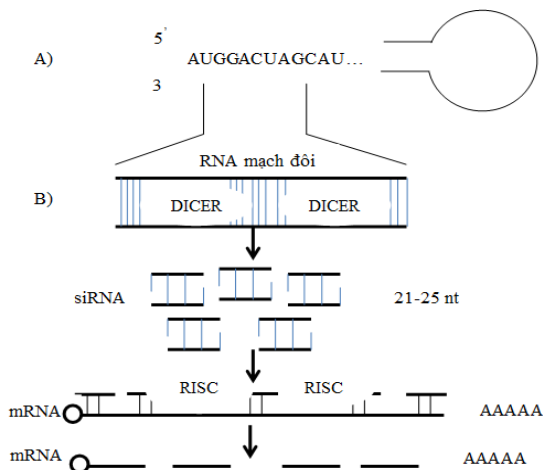 5'
A) AUGGACUAGCAU...
3
RNA mạch đôi
B) DICER DICER
siRNA 21-25 nt
RISC RISC
mRNA AAAAA
mRNA AAAAA